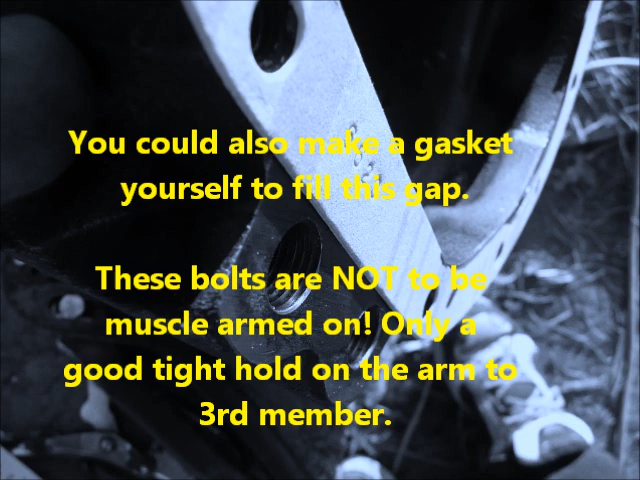 You could also make a gasket
yourself to fill this gap.
These bolts are NOT to be
muscle armed on! Only a
good tight hold on the arm to
3rd member.